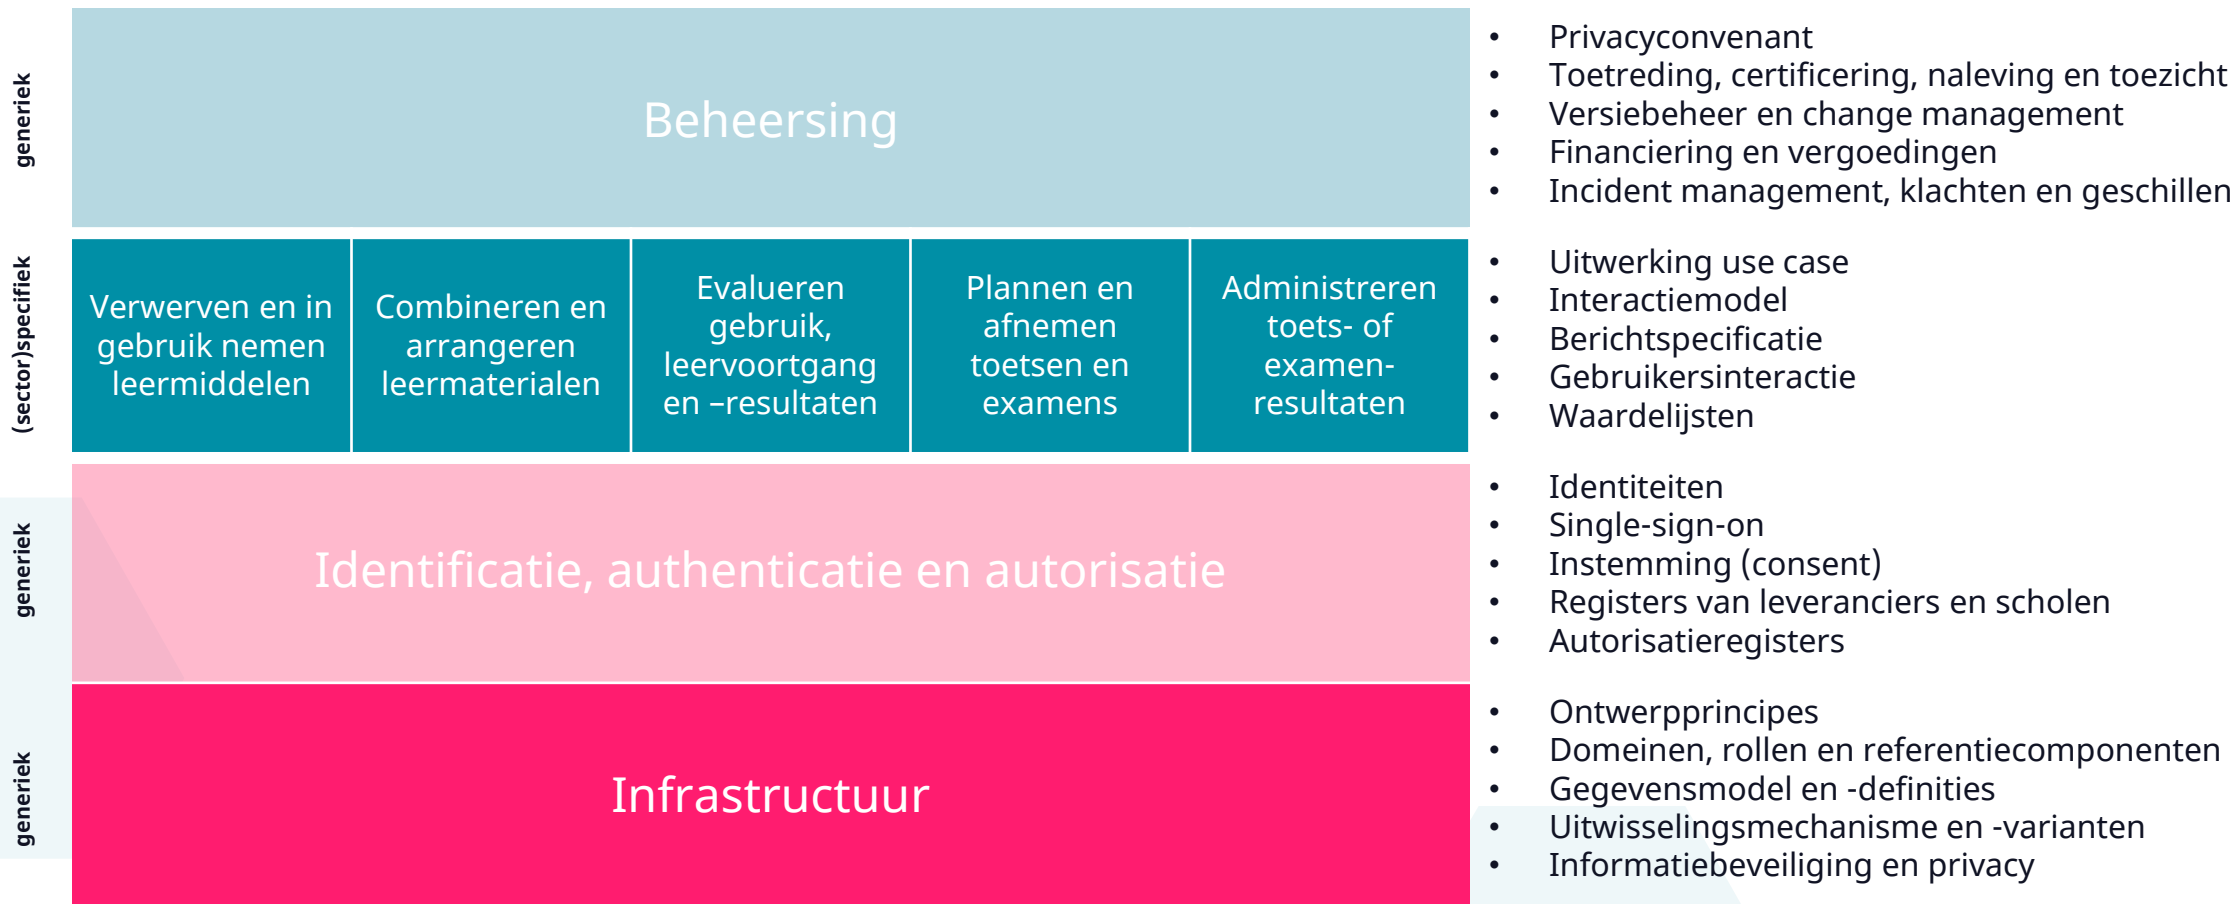 generiek
Beheersing
• Privacyconvenant
• Toetreding, certificering, naleving en toezicht
• Versiebeheer en change management
• Financiering en vergoedingen
• Incident management, klachten en geschillen
(sector)specifiek
Verwerven en in
gebruik nemen
leermiddelen
Combineren en
arrangeren
leermaterialen
Evalueren
gebruik,
leervoortgang
en –resultaten
Plannen en
afnemen
toetsen en
examens
Administreren
toets- of
examen-
resultaten
• Uitwerking use case
• Interactiemodel
• Berichtspecificatie
• Gebruikersinteractie
• Waardelijsten
generiek
Identificatie, authenticatie en autorisatie
• Identiteiten
• Single-sign-on
• Instemming (consent)
• Registers van leveranciers en scholen
• Autorisatieregisters
generiek
Infrastructuur
• Ontwerpprincipes
• Domeinen, rollen en referentiecomponenten
• Gegevensmodel en -definities
• Uitwisselingsmechanisme en -varianten
• Informatiebeveiliging en privacy